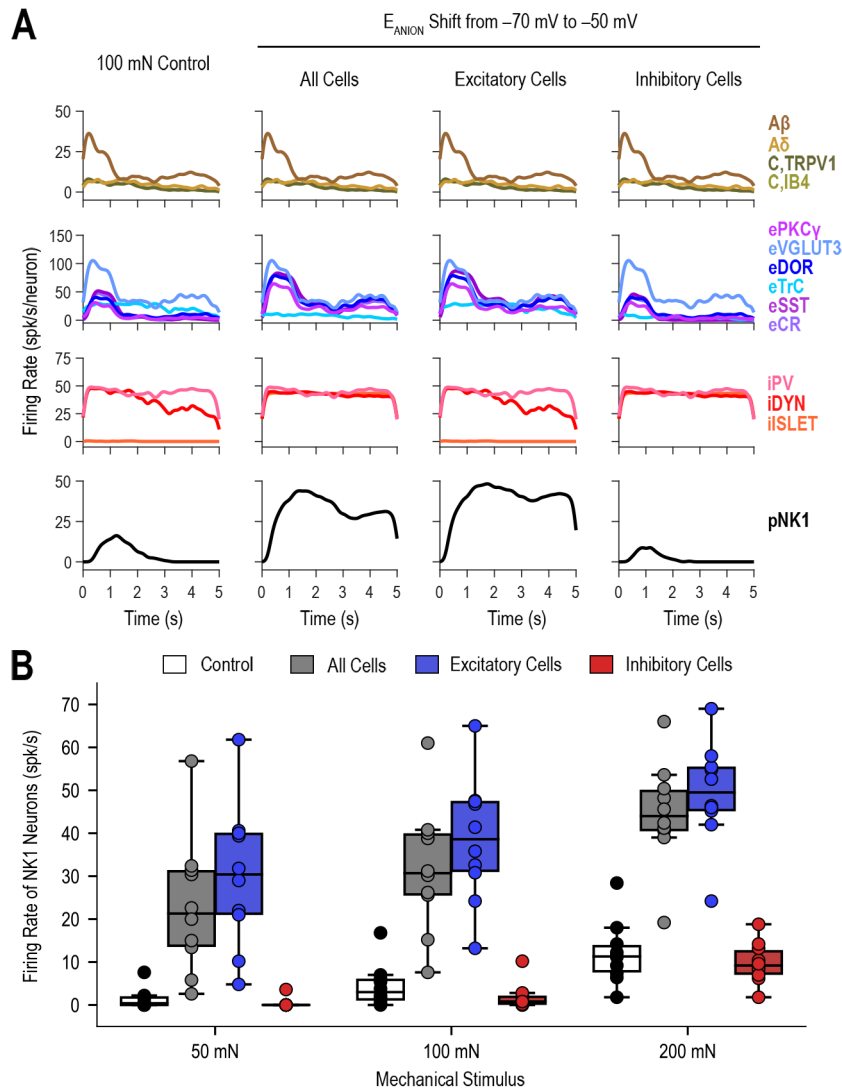 A
E_ANION Shift from –70 mV to –50 mV
100 mN Control
All Cells
Excitatory Cells
Inhibitory Cells
Firing Rate (spk/s/neuron)
50
25
0
Aβ
Aδ
C,TRPV1
C,IB4
150
100
50
0
ePKCγ
eVGLUT3
eDOR
eTrC
eSST
eCR
75
50
25
0
iPV
iDYN
iISLET
50
25
0
pNK1
0 1 2 3 4 5
0 1 2 3 4 5
0 1 2 3 4 5
0 1 2 3 4 5
Time (s)
Time (s)
Time (s)
Time (s)
B
Control
All Cells
Excitatory Cells
Inhibitory Cells
Firing Rate of NK1 Neurons (spk/s)
70
60
50
40
30
20
10
0
50 mN
100 mN
200 mN
Mechanical Stimulus